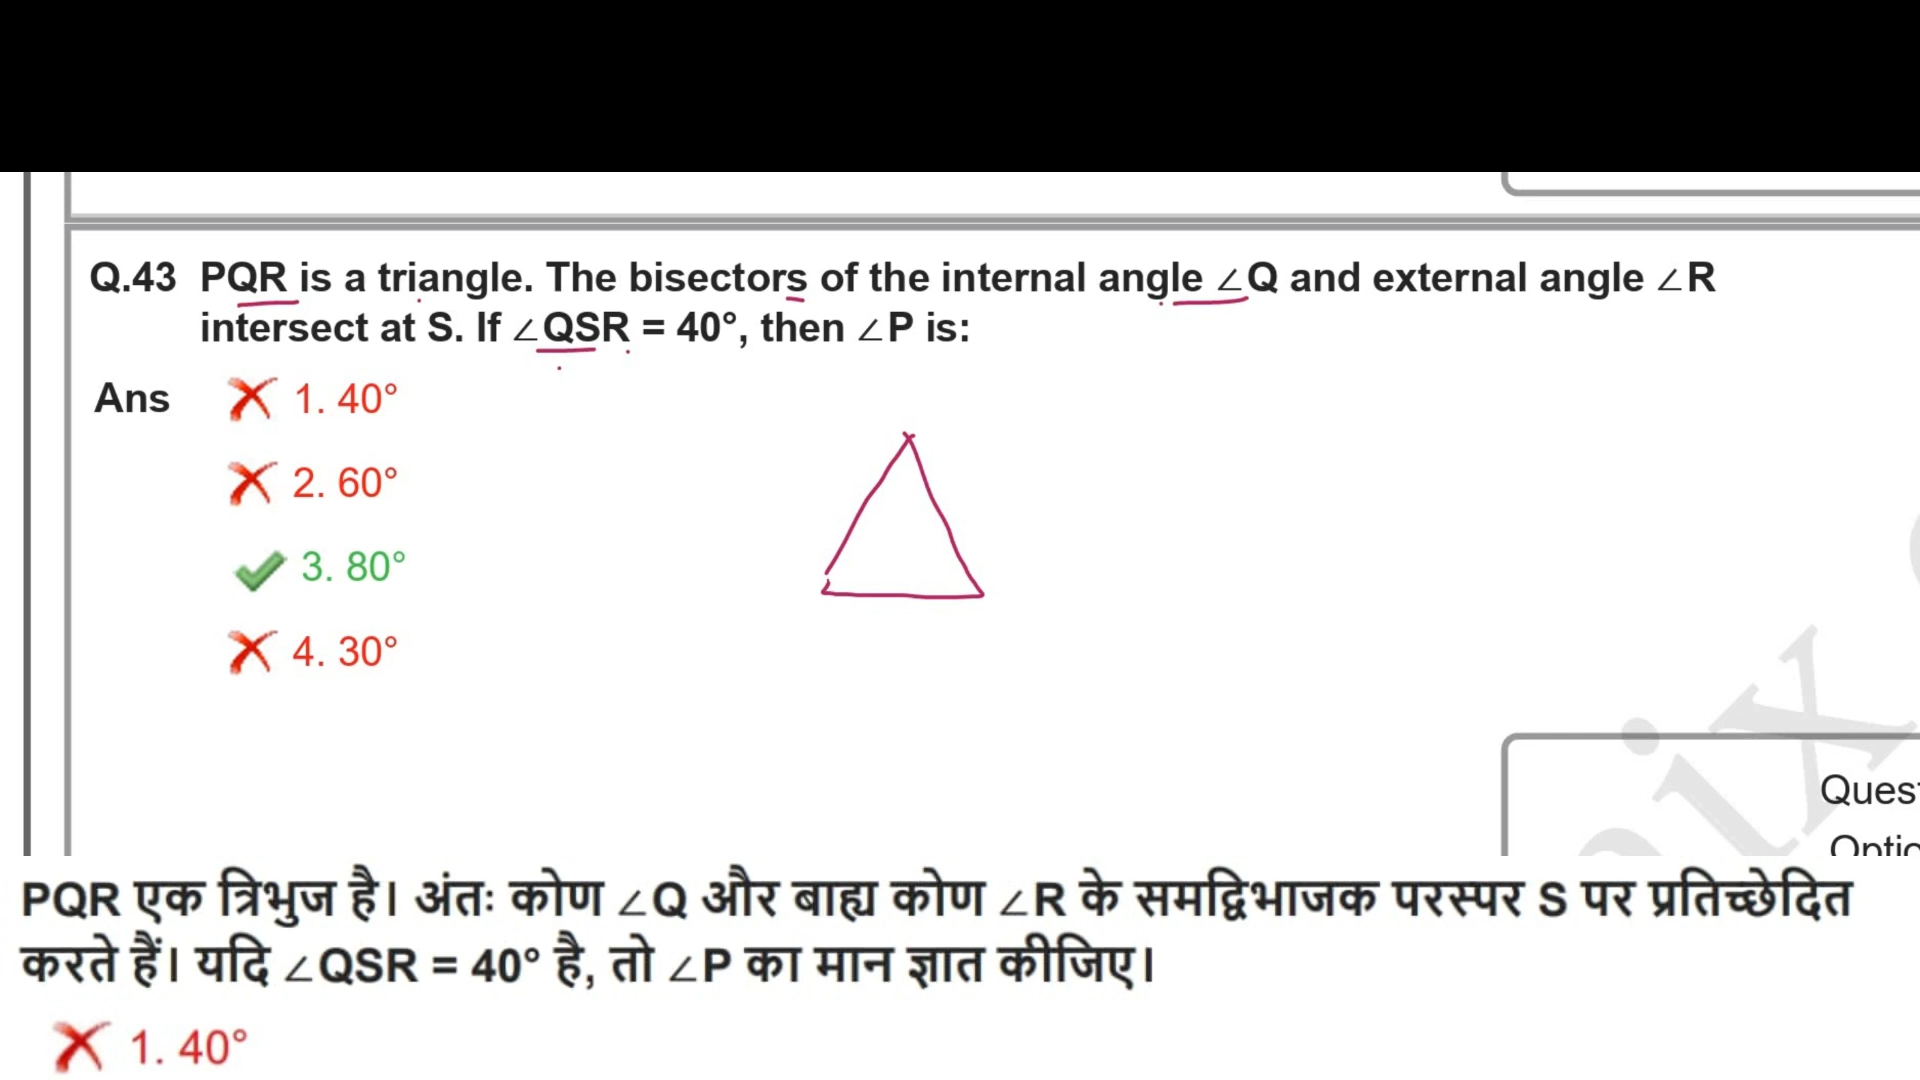 Q.43 PQR is a triangle. The bisectors of the internal angle ∠Q and external angle ∠R
intersect at S. If ∠QSR = 40°, then ∠P is:
Ans 1. 40°
2. 60°
3. 80°
4. 30°
PQR एक त्रिभुज है। अंतः कोण ∠Q और बाह्य कोण ∠R के समद्विभाजक परस्पर S पर प्रतिच्छेदित
करते हैं। यदि ∠QSR = 40° है, तो ∠P का मान ज्ञात कीजिए।
1. 40°